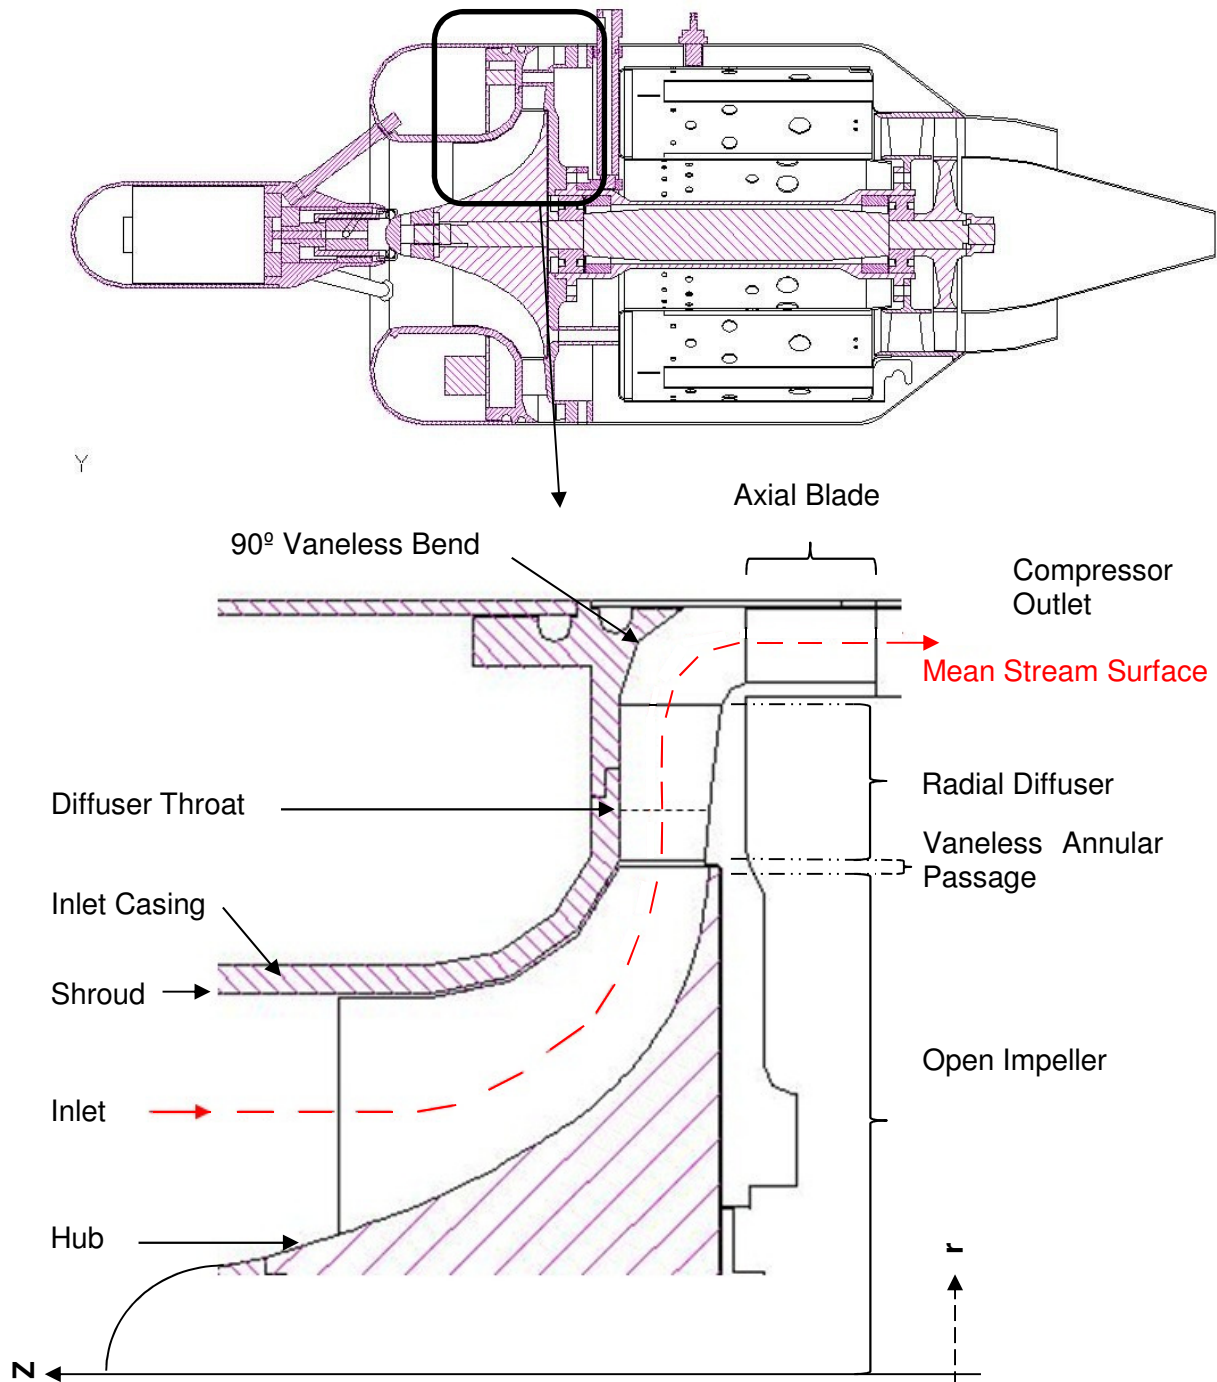 Y
Axial Blade
90º Vaneless Bend
Compressor
Outlet
Mean Stream Surface
Diffuser Throat
Radial Diffuser
Vaneless Annular
Passage
Inlet Casing
Shroud
Open Impeller
Inlet
Hub
r
Z